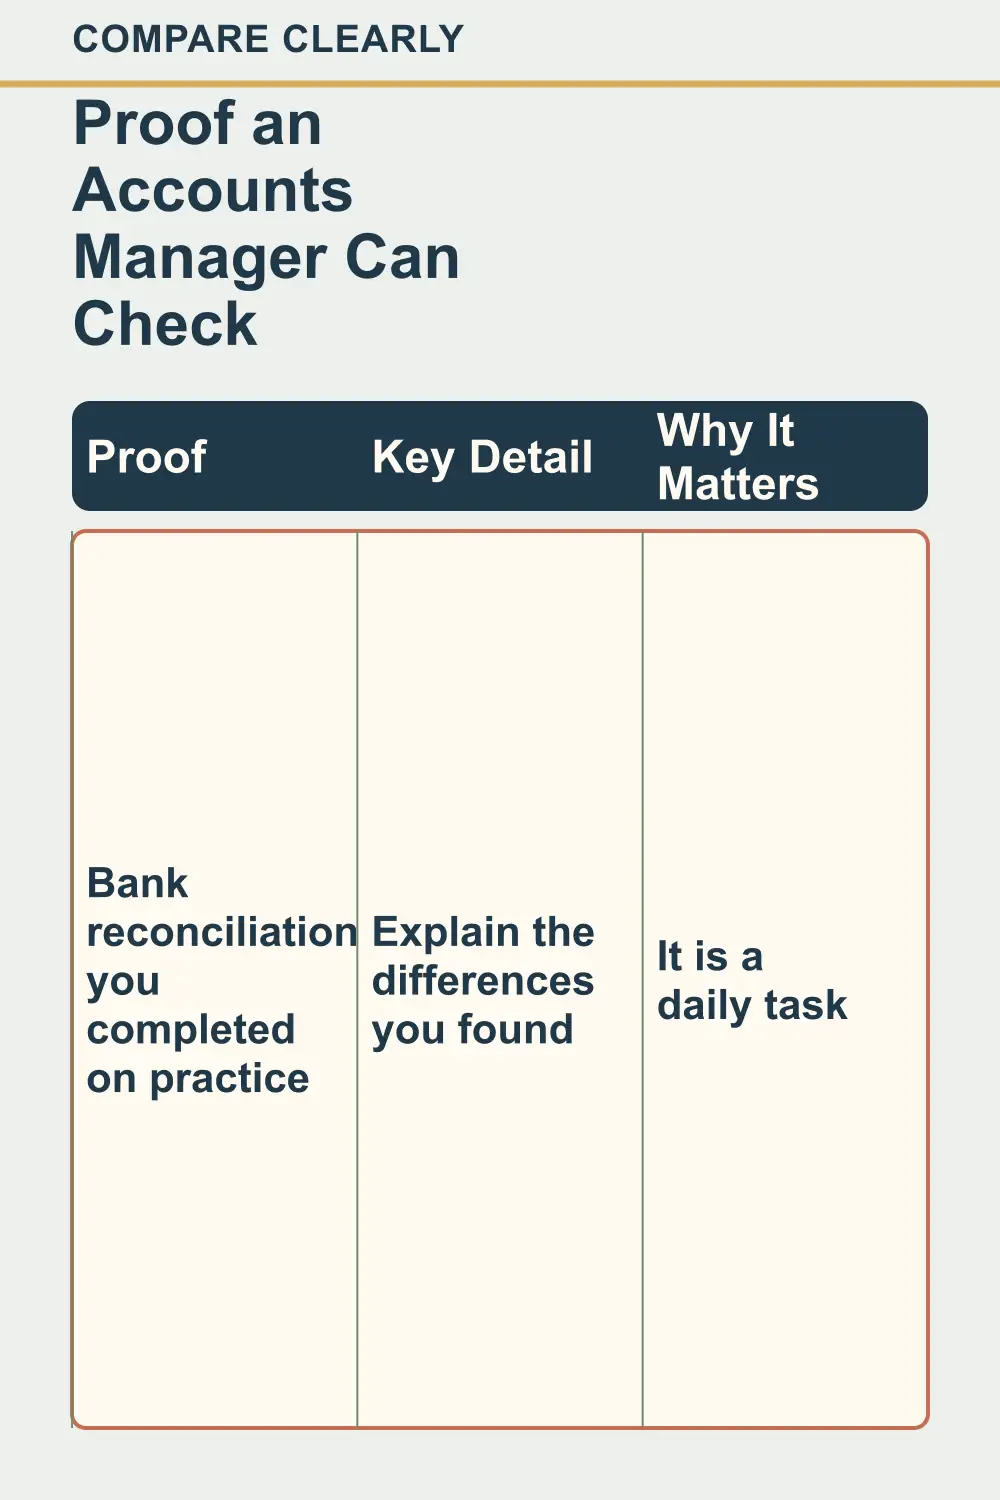 COMPARE CLEARLY
Proof an
Accounts
Manager Can
Check
Proof
Key Detail
Why It
Matters
Bank
reconciliation
you
completed
on practice
Explain the
differences
you found
It is a
daily task